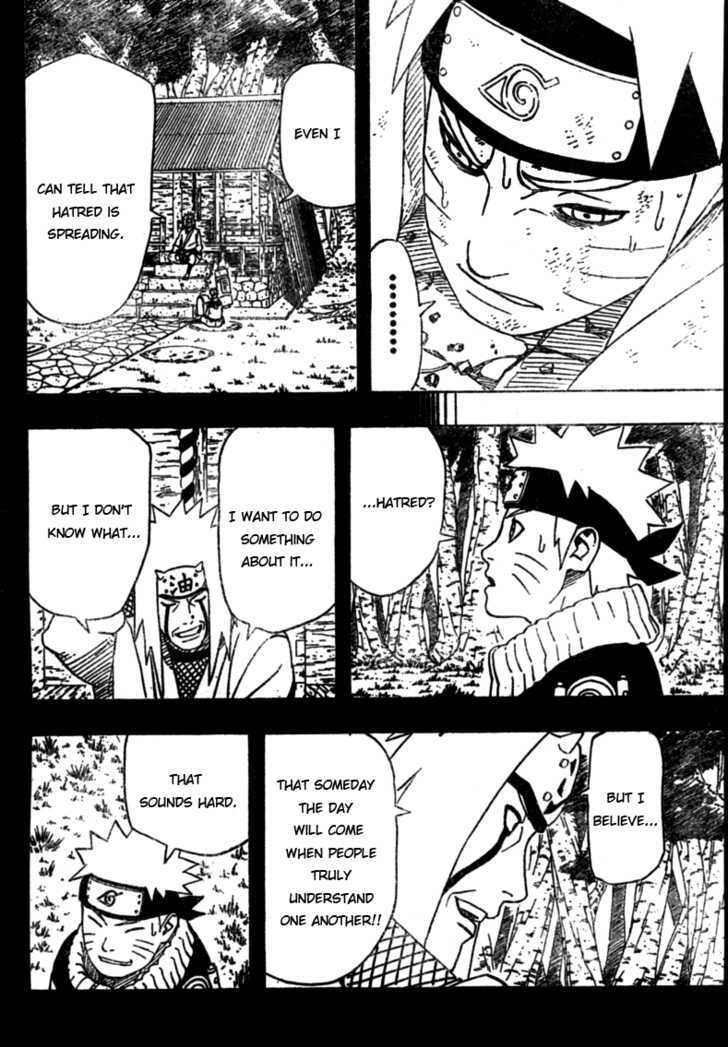 .........
EVEN I
CAN TELL THAT
HATRED IS
SPREADING.
...HATRED?
I WANT TO DO
SOMETHING
ABOUT IT...
BUT I DON'T
KNOW WHAT...
油
BUT I
BELIEVE...
THAT SOMEDAY
THE DAY
WILL COME
WHEN PEOPLE
TRULY
UNDERSTAND
ONE ANOTHER!!
THAT
SOUNDS HARD.